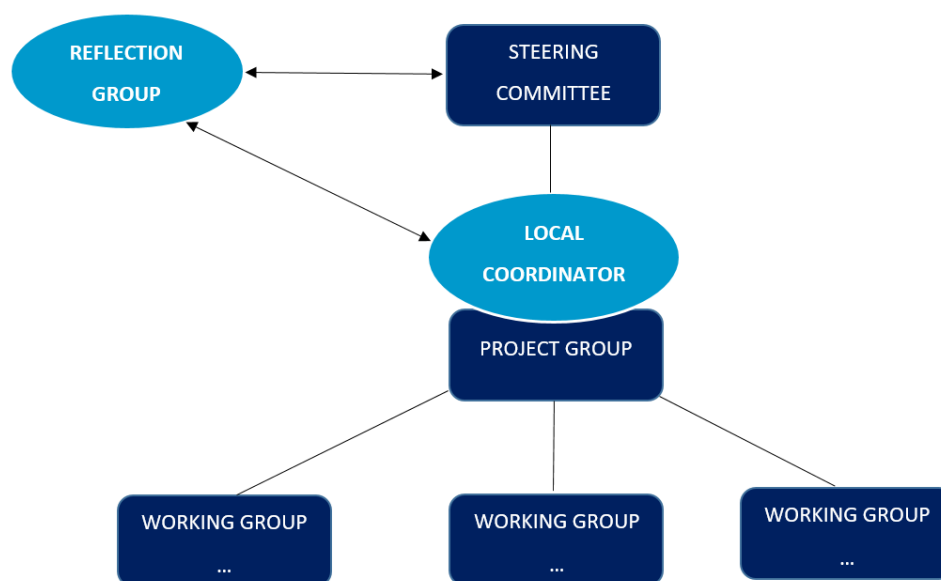 REFLECTION
GROUP
STEERING
COMMITTEE
LOCAL
COORDINATOR
PROJECT GROUP
WORKING GROUP
...
WORKING GROUP
...
WORKING GROUP
...